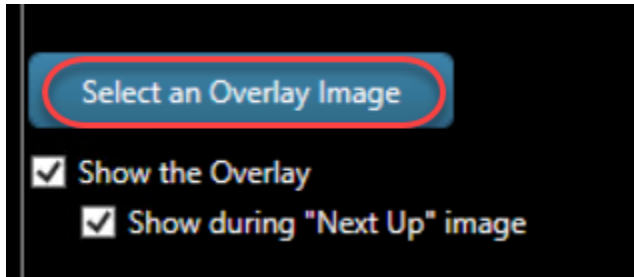 Select an Overlay Image
Show the Overlay
Show during "Next Up" image